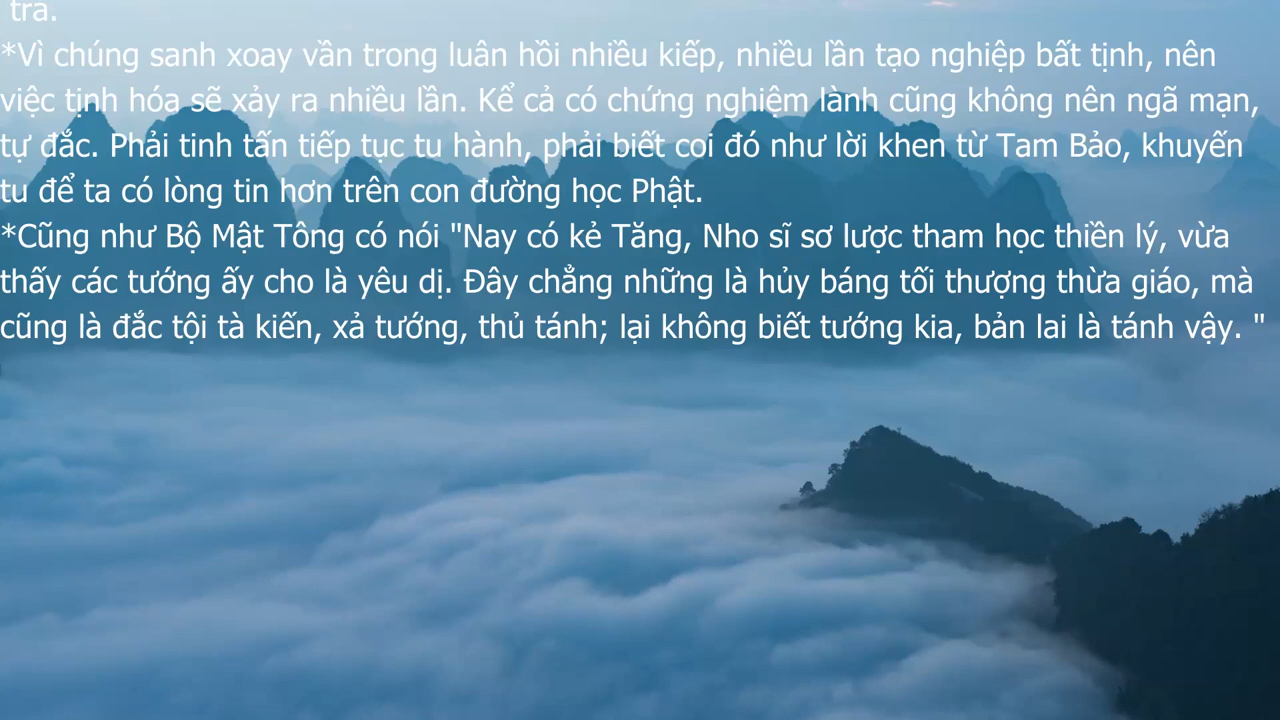 tra.
*Vì chúng sanh xoay vần trong luân hồi nhiều kiếp, nhiều lần tạo nghiệp bất tịnh, nên
việc tịnh hóa sẽ xảy ra nhiều lần. Kể cả có chứng nghiệm lành cũng không nên ngã mạn,
tự đắc. Phải tinh tấn tiếp tục tu hành, phải biết coi đó như lời khen từ Tam Bảo, khuyến
tu để ta có lòng tin hơn trên con đường học Phật.
*Cũng như Bộ Mật Tông có nói "Nay có kẻ Tăng, Nho sĩ sơ lược tham học thiền lý, vừa
thấy các tướng ấy cho là yêu dị. Đây chẳng những là hủy báng tối thượng thừa giáo, mà
cũng là đắc tội tà kiến, xả tướng, thủ tánh; lại không biết tướng kia, bản lai là tánh vậy. "